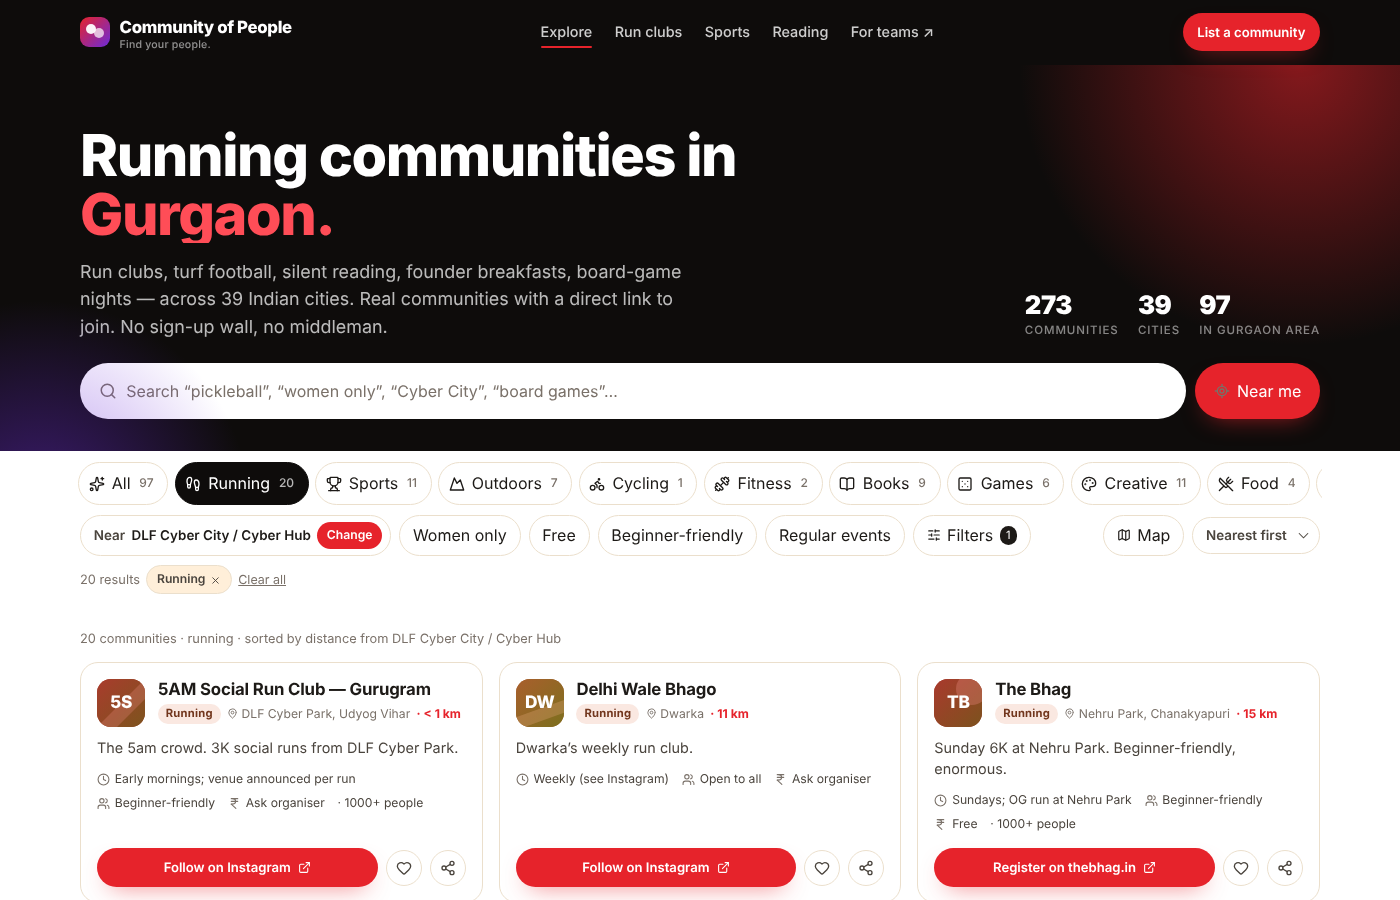 Community of People
Find your people.
Explore
Run clubs
Sports
Reading
For teams ↗
List a community
Running communities in
Gurgaon.
Run clubs, turf football, silent reading, founder breakfasts, board-game
nights — across 39 Indian cities. Real communities with a direct link to
join. No sign-up wall, no middleman.
273 39 97
COMMUNITIES CITIES IN GURGAON AREA
Search “pickleball”, “women only”, “Cyber City”, “board games”...
Near me
All 97
Running 20
Sports 11
Outdoors 7
Cycling 1
Fitness 2
Books 9
Games 6
Creative 11
Food 4
Near DLF Cyber City / Cyber Hub Change
Women only
Free
Beginner-friendly
Regular events
Filters 1
Map
Nearest first
20 results Running × Clear all
20 communities · running · sorted by distance from DLF Cyber City / Cyber Hub
5S
5AM Social Run Club — Gurugram
Running DLF Cyber Park, Udyog Vihar · < 1 km
The 5am crowd. 3K social runs from DLF Cyber Park.
Early mornings; venue announced per run
Beginner-friendly ₹ Ask organiser · 1000+ people
Follow on Instagram
DW
Delhi Wale Bhago
Running Dwarka · 11 km
Dwarka’s weekly run club.
Weekly (see Instagram) Open to all ₹ Ask organiser
Follow on Instagram
TB
The Bhag
Running Nehru Park, Chanakyapuri · 15 km
Sunday 6K at Nehru Park. Beginner-friendly,
enormous.
Sundays; OG run at Nehru Park Beginner-friendly
₹ Free · 1000+ people
Register on thebhag.in